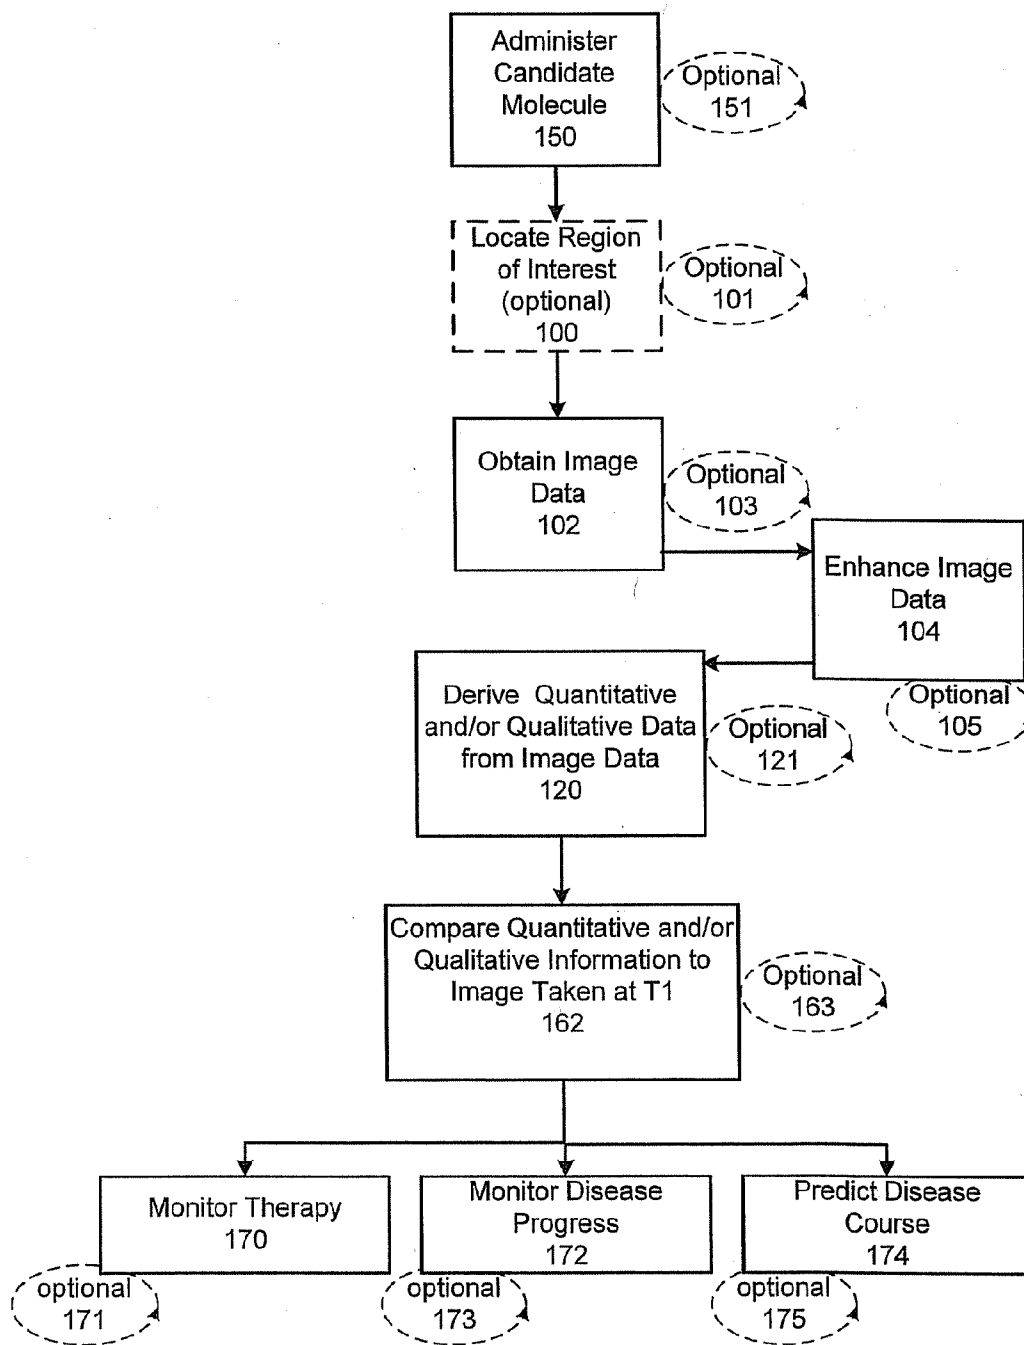 Administer
Candidate
Molecule
150
Optional
151
Locate Region
of Interest
(optional)
100
Optional
101
Obtain Image
Data
102
Optional
103
Enhance Image
Data
104
Optional
105
Derive Quantitative
and/or Qualitative Data
from Image Data
120
Optional
121
Compare Quantitative and/or
Qualitative Information to
Image Taken at T1
162
Optional
163
Monitor Therapy
170
optional
171
Monitor Disease
Progress
172
optional
173
Predict Disease
Course
174
optional
175